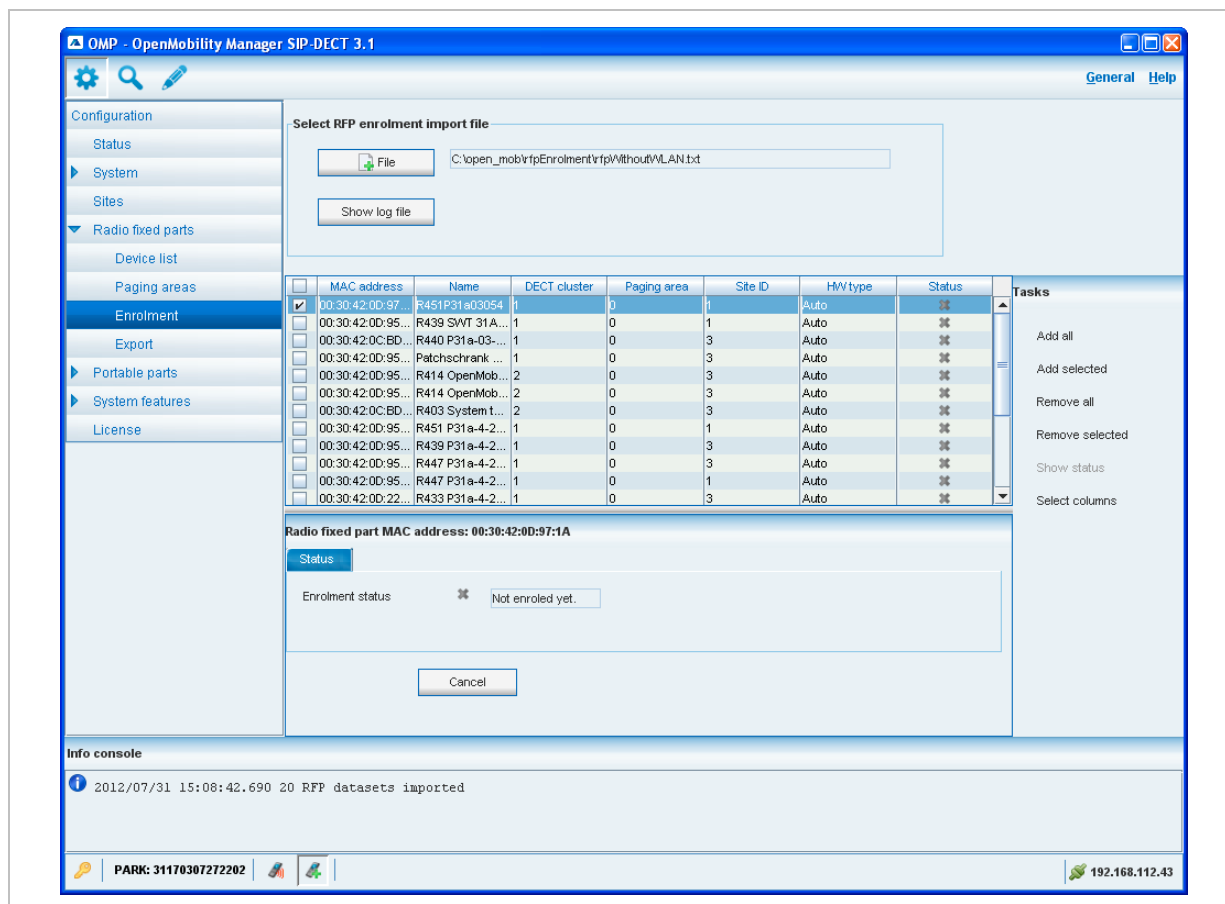 OMP - OpenMobility Manager SIP-DECT 3.1
General Help
Configuration
Status
System
Sites
Radio fixed parts
Device list
Paging areas
Enrolment
Export
Portable parts
System features
License
Select RFP enrolment import file
File C:\open_mob\rfpEnrolment\rfpWithoutWLAN.txt
Show log file
MAC address Name DECT cluster Paging area Site ID HW type Status
00:30:42:0D:97... R451P31a03054 1 0 1 Auto
00:30:42:0D:95... R439 SWT 31A... 1 0 1 Auto
00:30:42:0C:BD... R440 P31a-03-... 1 0 3 Auto
00:30:42:0D:95... Patchschrank ... 1 0 3 Auto
00:30:42:0D:95... R414 OpenMob... 2 0 3 Auto
00:30:42:0D:95... R414 OpenMob... 2 0 3 Auto
00:30:42:0C:BD... R403 System t... 2 0 3 Auto
00:30:42:0D:95... R451 P31a-4-2... 1 0 1 Auto
00:30:42:0D:95... R439 P31a-4-2... 1 0 3 Auto
00:30:42:0D:95... R447 P31a-4-2... 1 0 3 Auto
00:30:42:0D:95... R447 P31a-4-2... 1 0 1 Auto
00:30:42:0D:22... R433 P31a-4-2... 1 0 3 Auto
Tasks
Add all
Add selected
Remove all
Remove selected
Show status
Select columns
Radio fixed part MAC address: 00:30:42:0D:97:1A
Status
Enrolment status Not enroled yet.
Cancel
Info console
2012/07/31 15:08:42.690 20 RFP datasets imported
PARK: 31170307272202
192.168.112.43